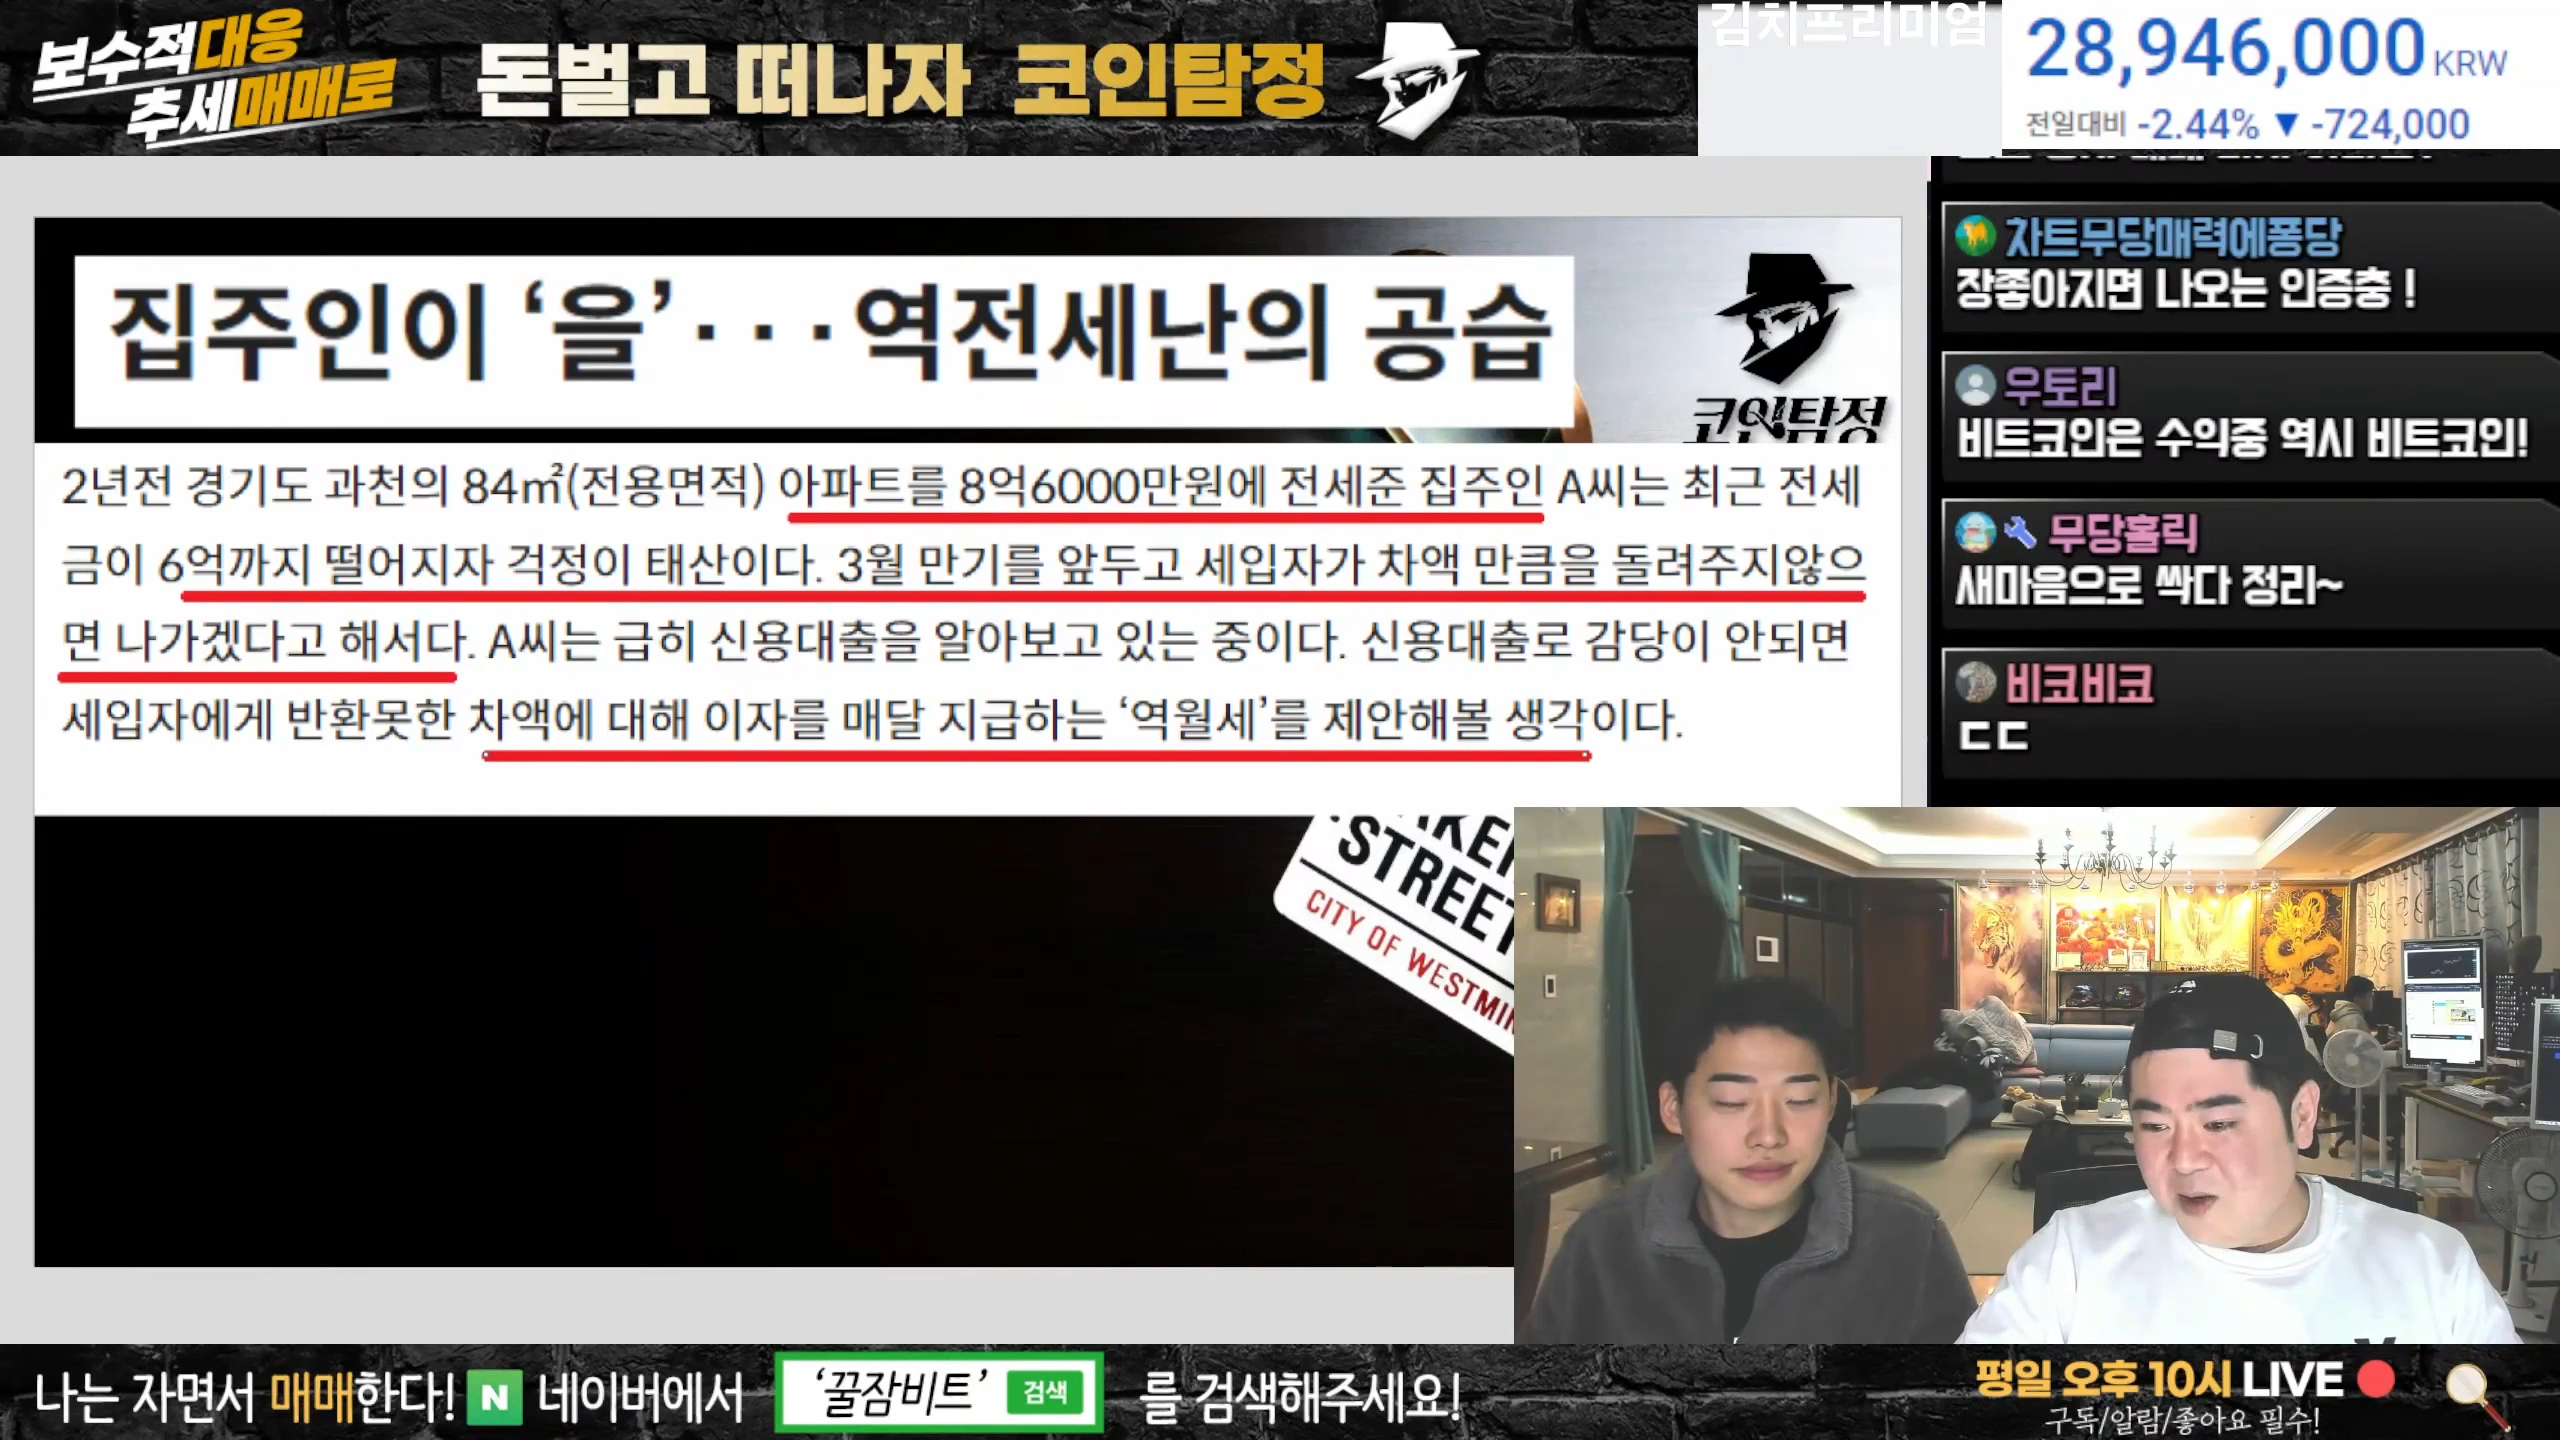 보수적대응
추세매매로
돈벌고 떠나자 코인탐정
김치프리미엄
28,946,000 KRW
전일대비 -2.44% ▼ -724,000
집주인이 ‘을’···역전세난의 공습
코인탐정
2년전 경기도 과천의 84㎡(전용면적) 아파트를 8억6000만원에 전세준 집주인 A씨는 최근 전세
금이 6억까지 떨어지자 걱정이 태산이다. 3월 만기를 앞두고 세입자가 차액 만큼을 돌려주지않으
면 나가겠다고 해서다. A씨는 급히 신용대출을 알아보고 있는 중이다. 신용대출로 감당이 안되면
세입자에게 반환못한 차액에 대해 이자를 매달 지급하는 ‘역월세’를 제안해볼 생각이다.
STREET
CITY OF
차트무당매력에퐁당
장좋아지면 나오는 인증충 !
우토리
비트코인은 수익중 역시 비트코인!
무당홀릭
새마음으로 싹다 정리~
비코비코
ㄷㄷ
나는 자면서 매매한다! N 네이버에서 ‘꿀잠비트’ 검색 를 검색해주세요!
평일 오후 10시 LIVE
구독/알람/좋아요 필수!